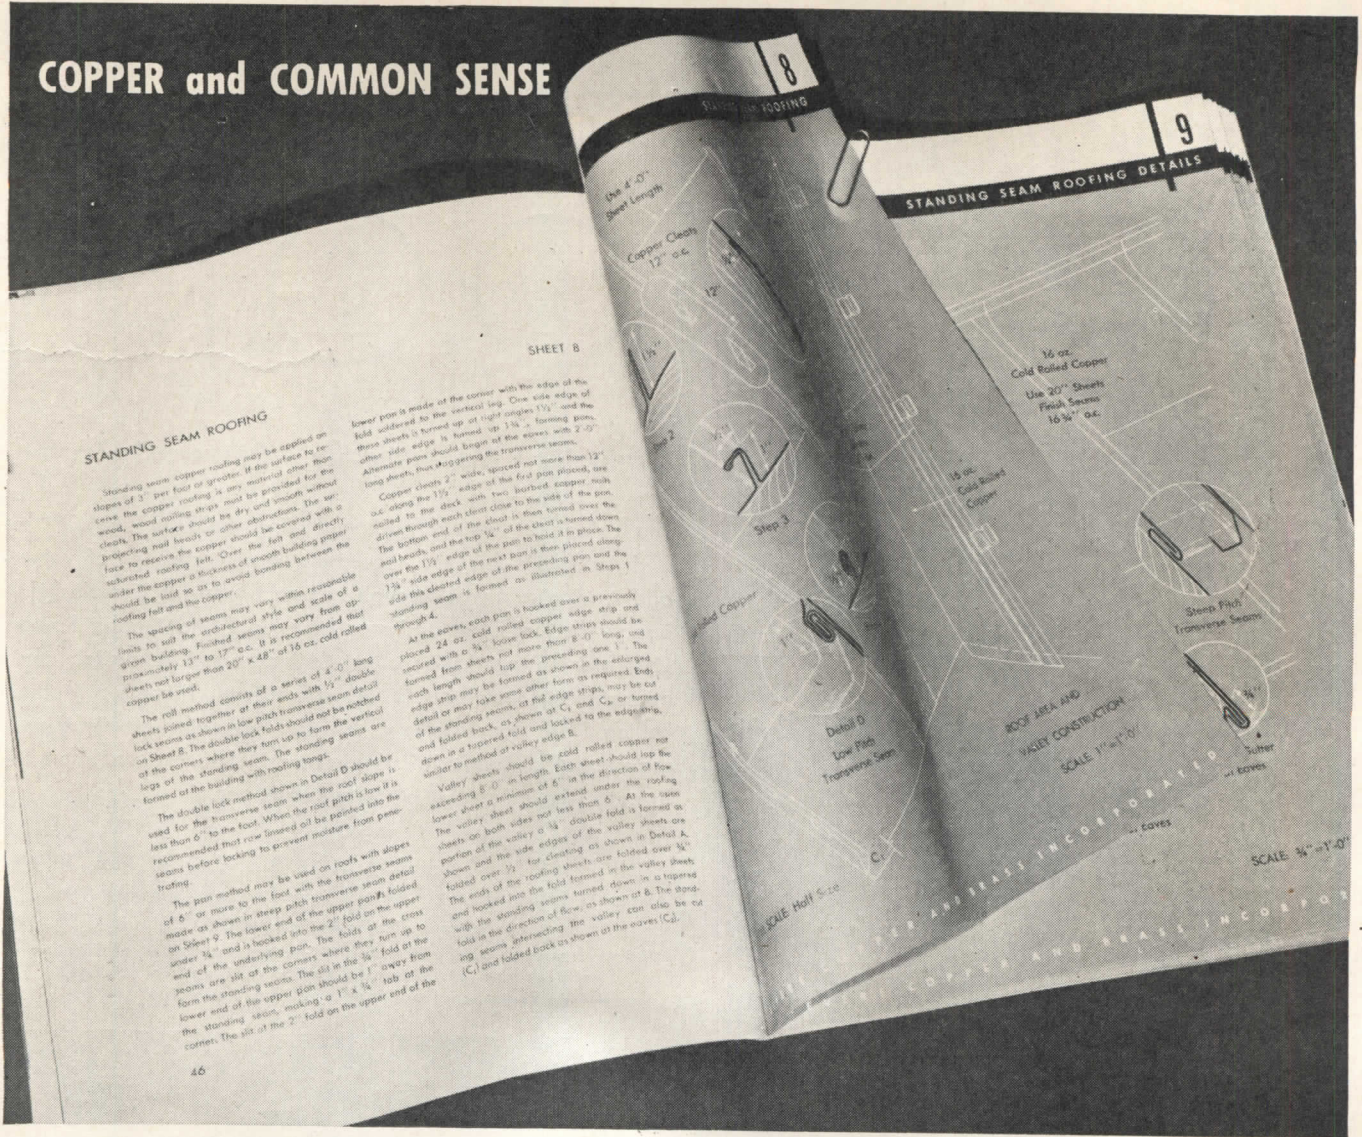 COPPER and COMMON SENSE
SHEET 8
STANDING SEAM ROOFING
Standing seam copper roofing may be applied on
slopes of 3" per foot or greater. If the surface to re-
ceive the copper roofing is any material other than
wood, wood nailing strips must be provided for the
cleats. The surface should be dry and smooth without
projecting nail heads or other obstructions. The sur-
face to receive the copper should be covered with a
saturated roofing felt. Over the felt and directly
under the copper a thickness of smooth building paper
should be laid so as to avoid bonding between the
roofing felt and the copper.
The spacing of seams may vary within reasonable
limits to suit the architectural style and scale of a
given building. Finished seams may vary from ap-
proximately 13" to 17" o.c. It is recommended that
sheets not larger than 20" x 48" of 16 oz. cold rolled
copper be used.
The roll method consists of a series of 4'-0" long
sheets joined together at their ends with ½" double
lock seams as shown in low pitch transverse seam detail
on Sheet 8. The double lock folds should not be notched
at the corners where they turn up to form the vertical
legs of the standing seam. The standing seams are
formed at the building with roofing tongs.
The double lock method shown in Detail D should be
used for the transverse seam when the roof slope is
less than 6" to the foot. When the roof pitch is low it is
recommended that raw linseed oil be painted into the
seams before locking to prevent moisture from pene-
trating.
The pan method may be used on roofs with slopes
of 6" or more to the foot with the transverse seams
made as shown in steep pitch transverse seam detail
on Sheet 9. The lower end of the upper pan is folded
under ¾" and is hooked into the 2" fold on the upper
end of the underlying pan. The folds at the cross
seams are slit at the corners where they turn up to
form the standing seams. The slit in the ¾" fold at the
lower end of the upper pan should be 1" away from
the standing seam, making a 1" x ¾" tab at the
corner. The slit at the 2" fold on the upper end of the
46
lower pan is made at the corner with the edge of the
fold soldered to the vertical leg. One side edge of
these sheets is turned up at right angles 1½" and the
other side edge is turned up 1¾", forming pans.
Alternate pans should begin at the eaves with 2'-0"
long sheets, thus staggering the transverse seams.
Copper cleats 2" wide, spaced not more than 12"
o.c. along the 1½" edge of the first pan placed, are
nailed to the deck with two barbed copper nails
driven through each cleat close to the side of the pan.
The bottom end of the cleat is then turned over the
nail heads, and the top ¼" of the cleat is turned down
over the 1½" edge of the pan to hold it in place. The
1¾" side edge of the next pan is then placed along
side this cleated edge of the preceding pan and the
standing seam is formed as illustrated in Steps 1
through 4.
At the eaves, each pan is hooked over a previously
placed 24 oz. cold rolled copper edge strip and
secured with a ¾" loose lock. Edge strips should be
formed from sheets not more than 8'-0" long, and
each length should lap the preceding one 1". The
edge strip may be formed as shown in the enlarged
detail or may take some other form as required. Ends
of the standing seams, at the edge strips, may be cut
and folded back, as shown at C₁ and C₂, or turned
down in a tapered fold and locked to the edge strip,
similar to method at valley edge B.
Valley sheets should be cold rolled copper not
exceeding 8'-0" in length. Each sheet should lap the
lower sheet a minimum of 6" in the direction of flow.
The valley sheet should extend under the roofing
sheets on both sides not less than 6". At the open
portion of the valley a ¾" double fold is formed as
shown and the side edges of the valley sheets are
folded over ½" for cleating as shown in Detail A.
The ends of the roofing sheets are folded over ¾"
and hooked into the fold formed in the valley sheet,
with the standing seams turned down in a tapered
fold in the direction of flow, as shown at B. The stand-
ing seams intersecting the valley can also be cut
(C₁) and folded back as shown at the eaves (C₂).
8
ROOFING
Use 4'-0"
Sheet Length
Copper Cleats
12" o.c.
12"
1½"
1"
Step 3
Rolled Copper
1"
Detail D
Low Pitch
Transverse Seam
SCALE: Half Size
16 oz.
Cold Rolled
Copper
ROOF AREA AND
VALLEY CONSTRUCTION
SCALE 1"=1'-0"
COPPER AND BRASS INCORPORATED
9
STANDING SEAM ROOFING DETAILS
16 oz.
Cold Rolled Copper
Use 20" Sheets
Finish Seams
16¾" o.c.
Steep Pitch
Transverse Seams
¾"
Gutter
eaves
eaves
SCALE: ¾"=1'-0"
COPPER AND BRASS INCORPOR